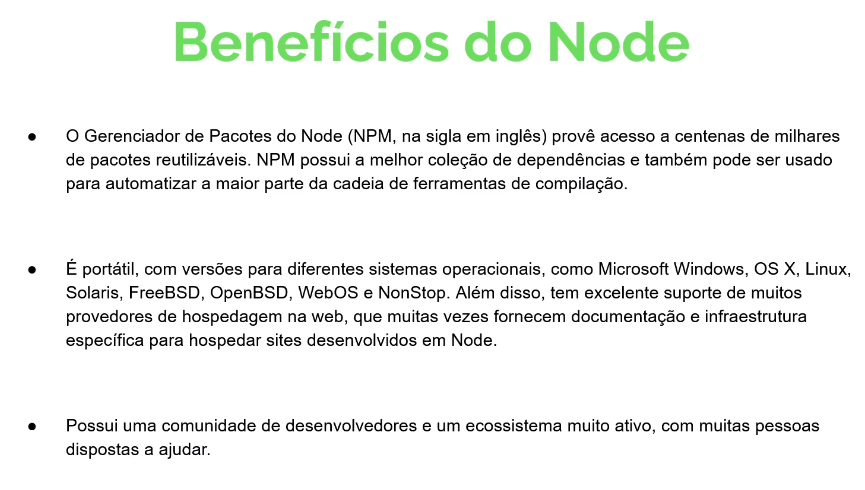 Benefícios do Node
● O Gerenciador de Pacotes do Node (NPM, na sigla em inglês) provê acesso a centenas de milhares
de pacotes reutilizáveis. NPM possui a melhor coleção de dependências e também pode ser usado
para automatizar a maior parte da cadeia de ferramentas de compilação.
● É portátil, com versões para diferentes sistemas operacionais, como Microsoft Windows, OS X, Linux,
Solaris, FreeBSD, OpenBSD, WebOS e NonStop. Além disso, tem excelente suporte de muitos
provedores de hospedagem na web, que muitas vezes fornecem documentação e infraestrutura
específica para hospedar sites desenvolvidos em Node.
● Possui uma comunidade de desenvolvedores e um ecossistema muito ativo, com muitas pessoas
dispostas a ajudar.